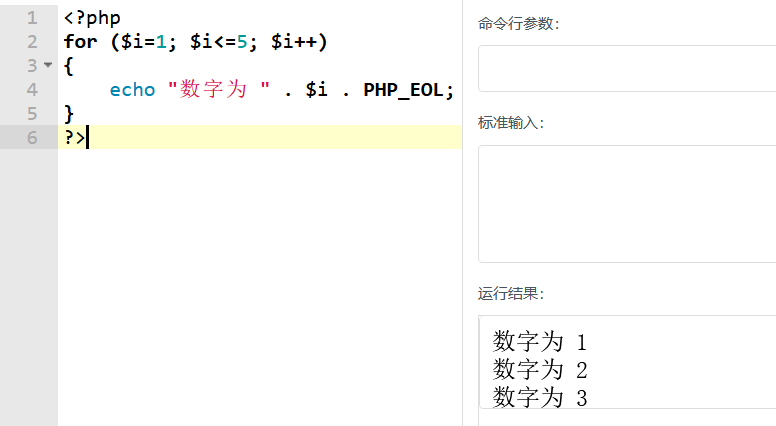 1 <?php
2 for ($i=1; $i<=5; $i++)
3 {
4     echo "数字为 " . $i . PHP_EOL;
5 }
6 ?>
命令行参数:
标准输入:
运行结果:
数字为 1
数字为 2
数字为 3